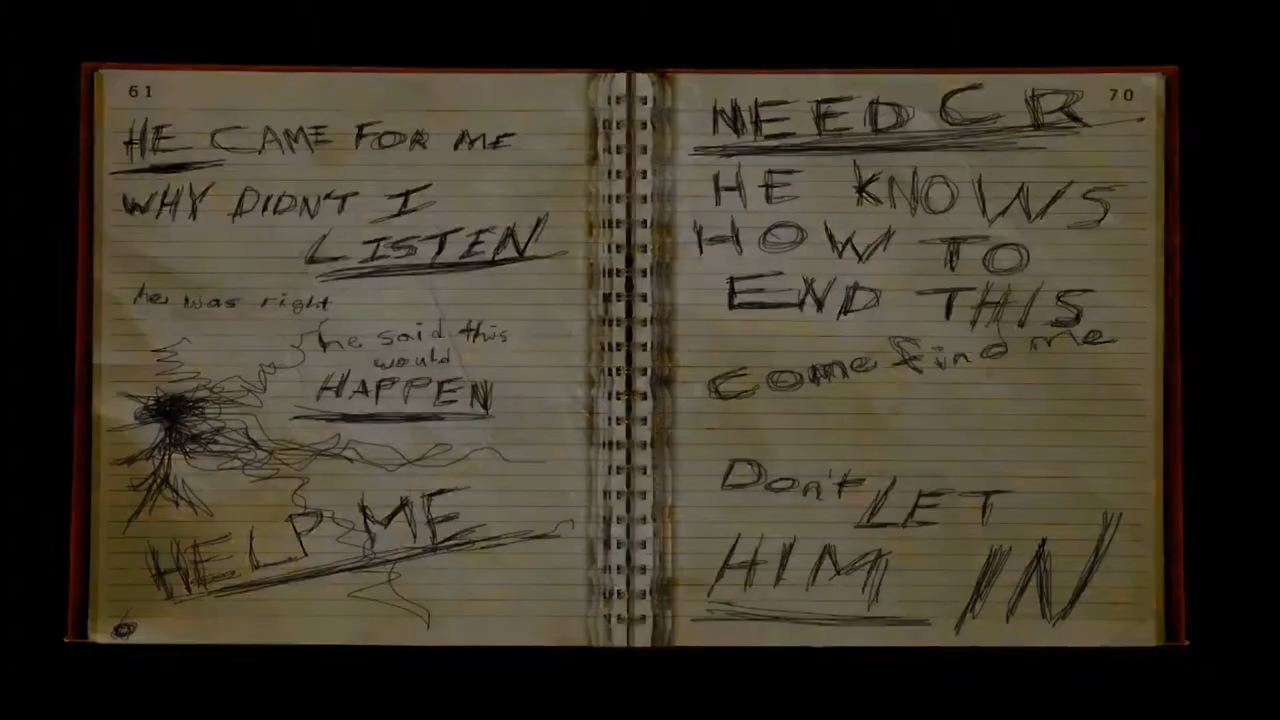 61
HE CAME FOR ME
WHY DIDN'T I
LISTEN
he was right
he said this
would
HAPPEN
HELP ME
70
NEED CR
HE KNOWS
HOW TO
END THIS
come find me
Don't LET
HIM IN